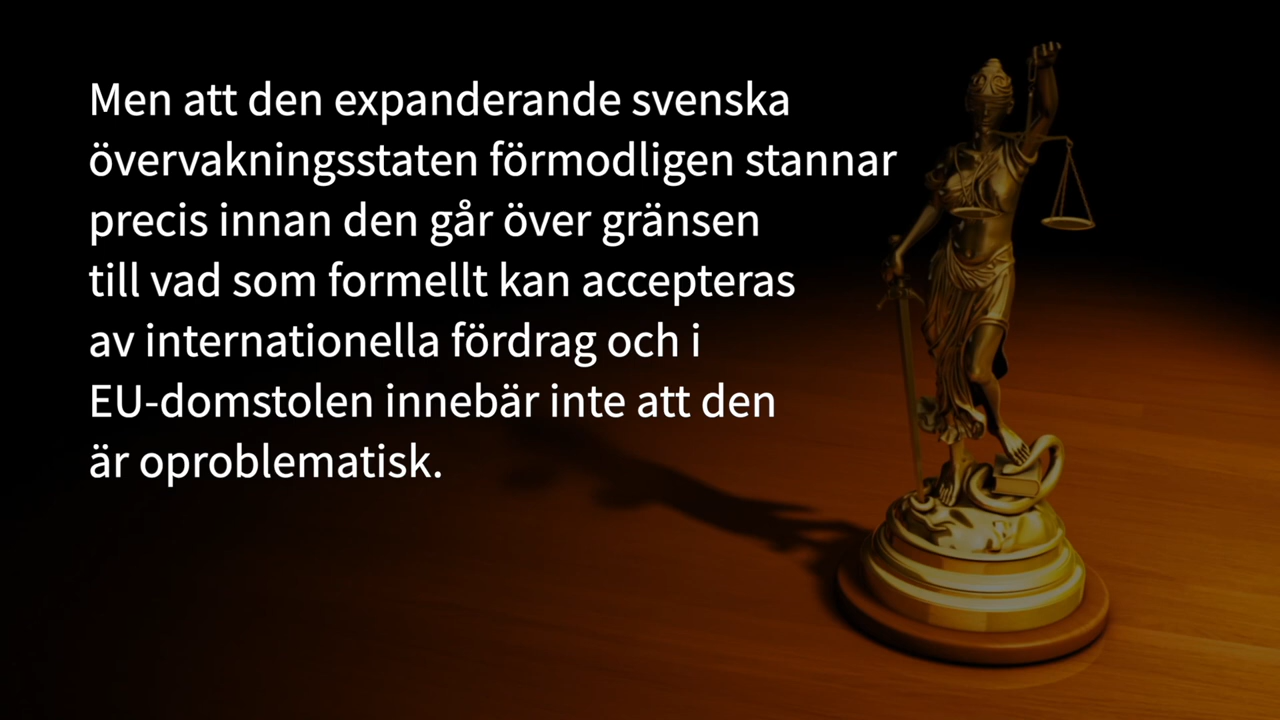 Men att den expanderande svenska
övervakningsstaten förmodligen stannar
precis innan den går över gränsen
till vad som formellt kan accepteras
av internationella fördrag och i
EU-domstolen innebär inte att den
är oproblematisk.